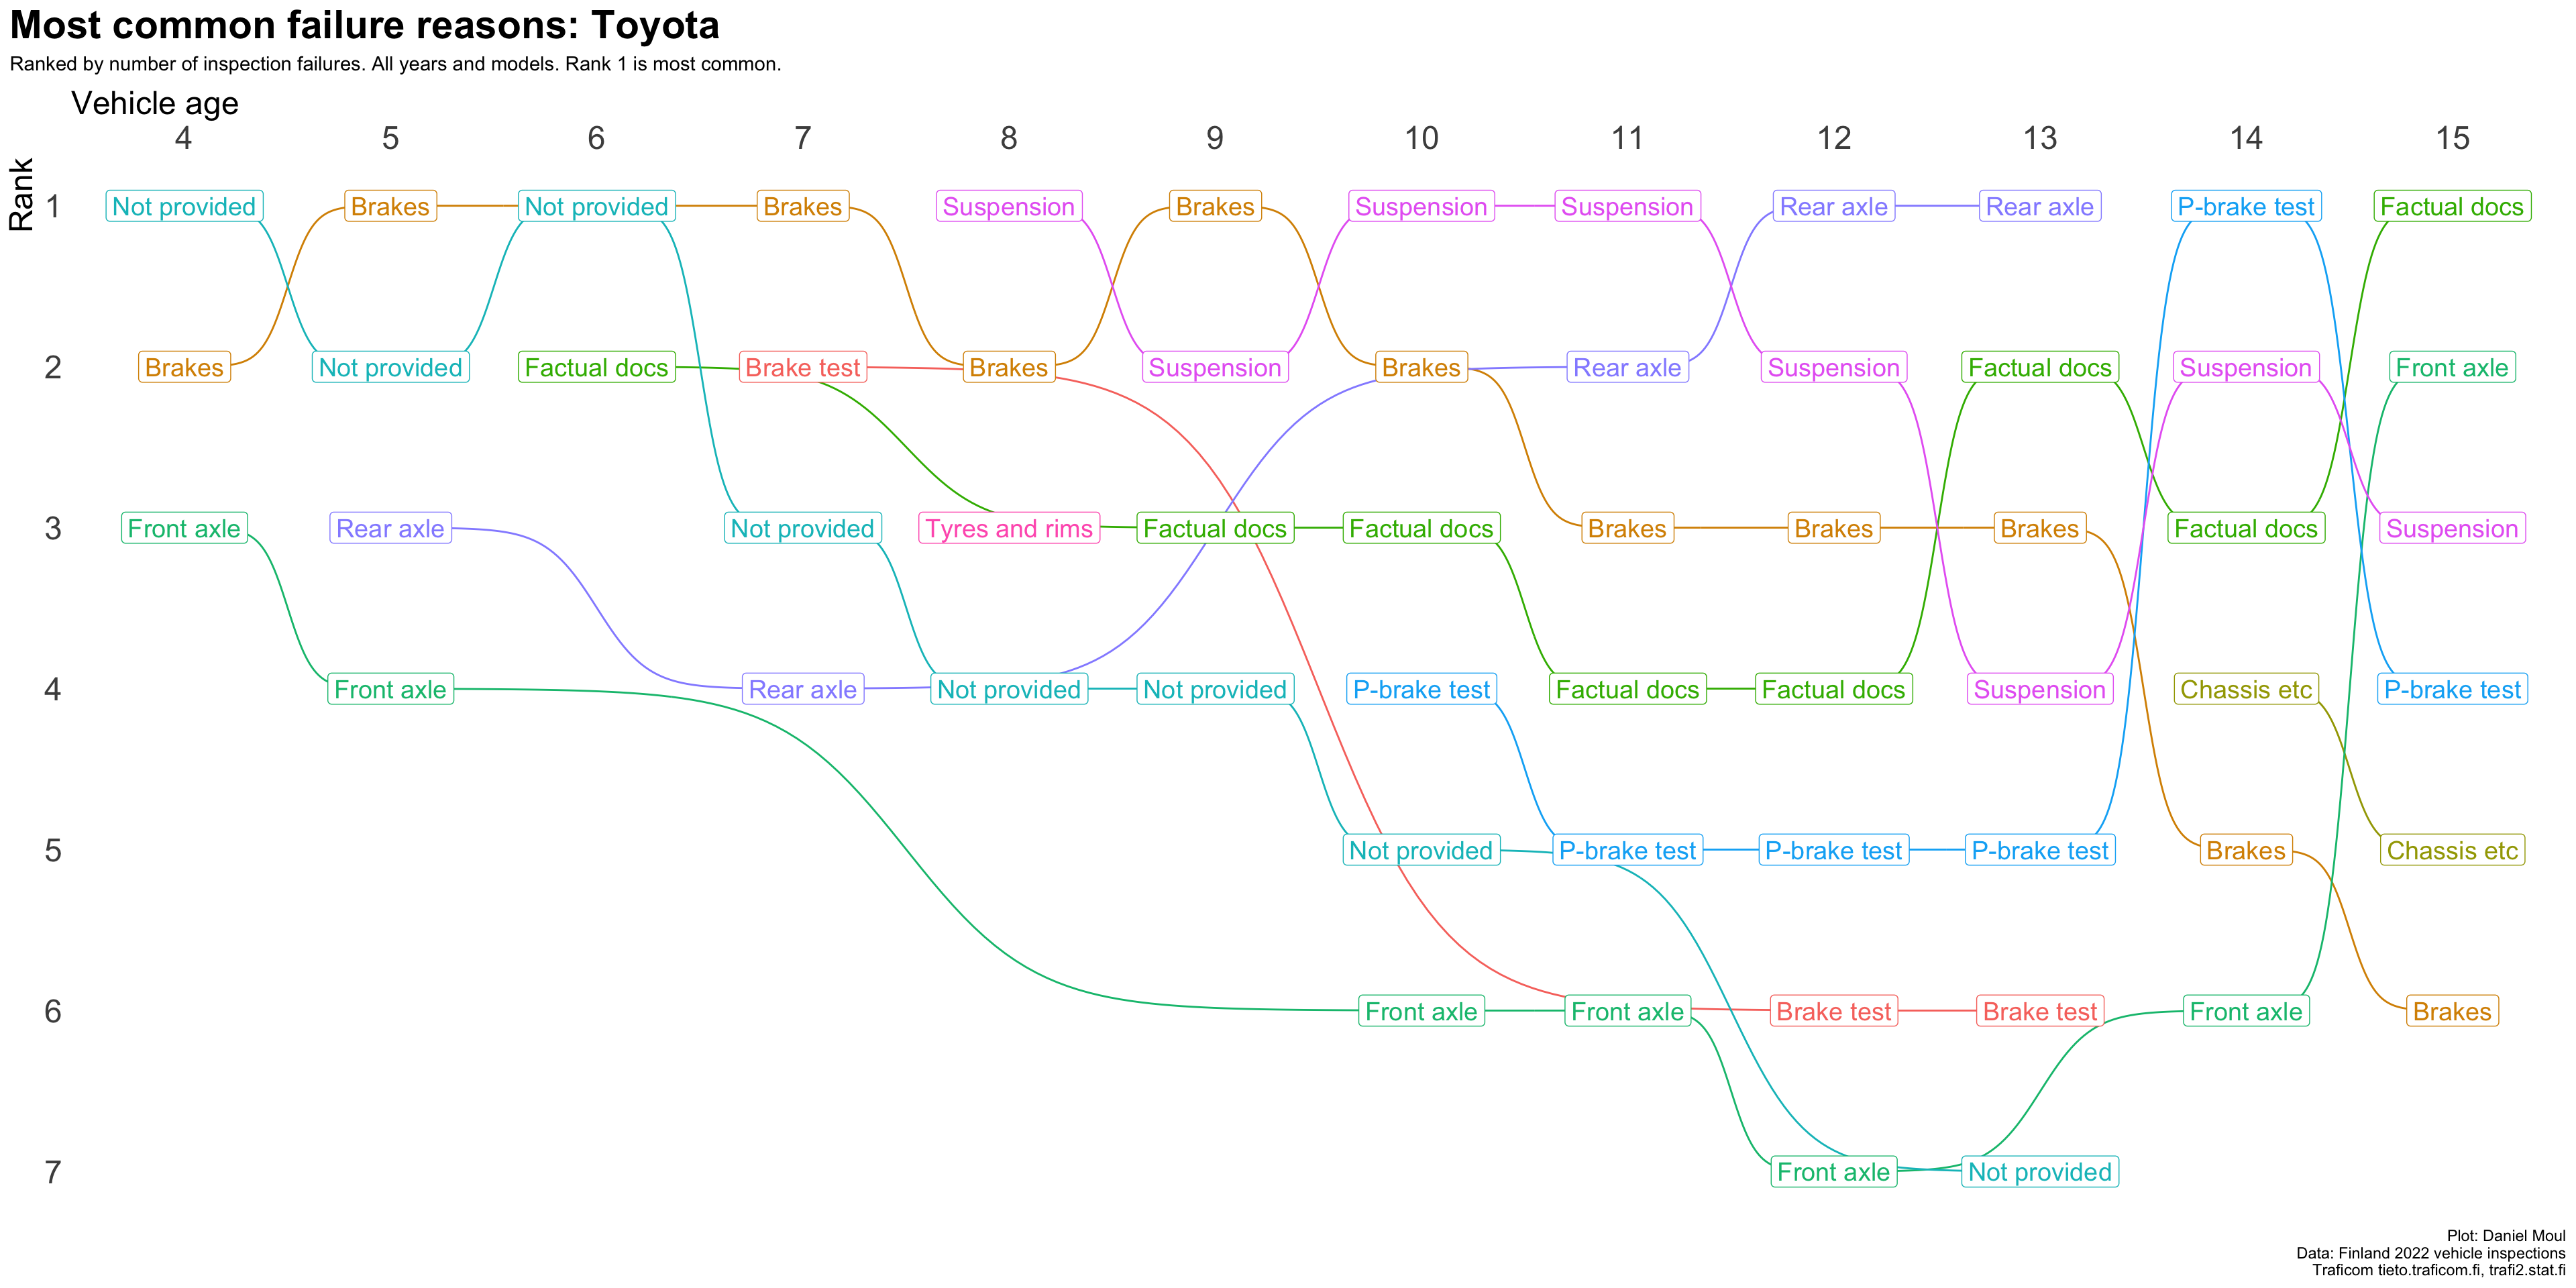 Most common failure reasons: Toyota
Ranked by number of inspection failures. All years and models. Rank 1 is most common.
Vehicle age
4 5 6 7 8 9 10 11 12 13 14 15
Rank
1 Not provided Brakes Not provided Brakes Suspension Brakes Suspension Suspension Rear axle Rear axle P-brake test Factual docs
2 Brakes Not provided Factual docs Brake test Brakes Suspension Brakes Rear axle Suspension Factual docs Suspension Front axle
3 Front axle Rear axle Not provided Tyres and rims Factual docs Factual docs Brakes Brakes Brakes Factual docs Suspension
4 Front axle Rear axle Not provided Not provided P-brake test Factual docs Factual docs Suspension Chassis etc P-brake test
5 Not provided P-brake test P-brake test P-brake test Brakes Chassis etc
6 Front axle Front axle Brake test Brake test Front axle Brakes
7 Front axle Not provided
Plot: Daniel Moul
Data: Finland 2022 vehicle inspections
Traficom tieto.traficom.fi, trafi2.stat.fi